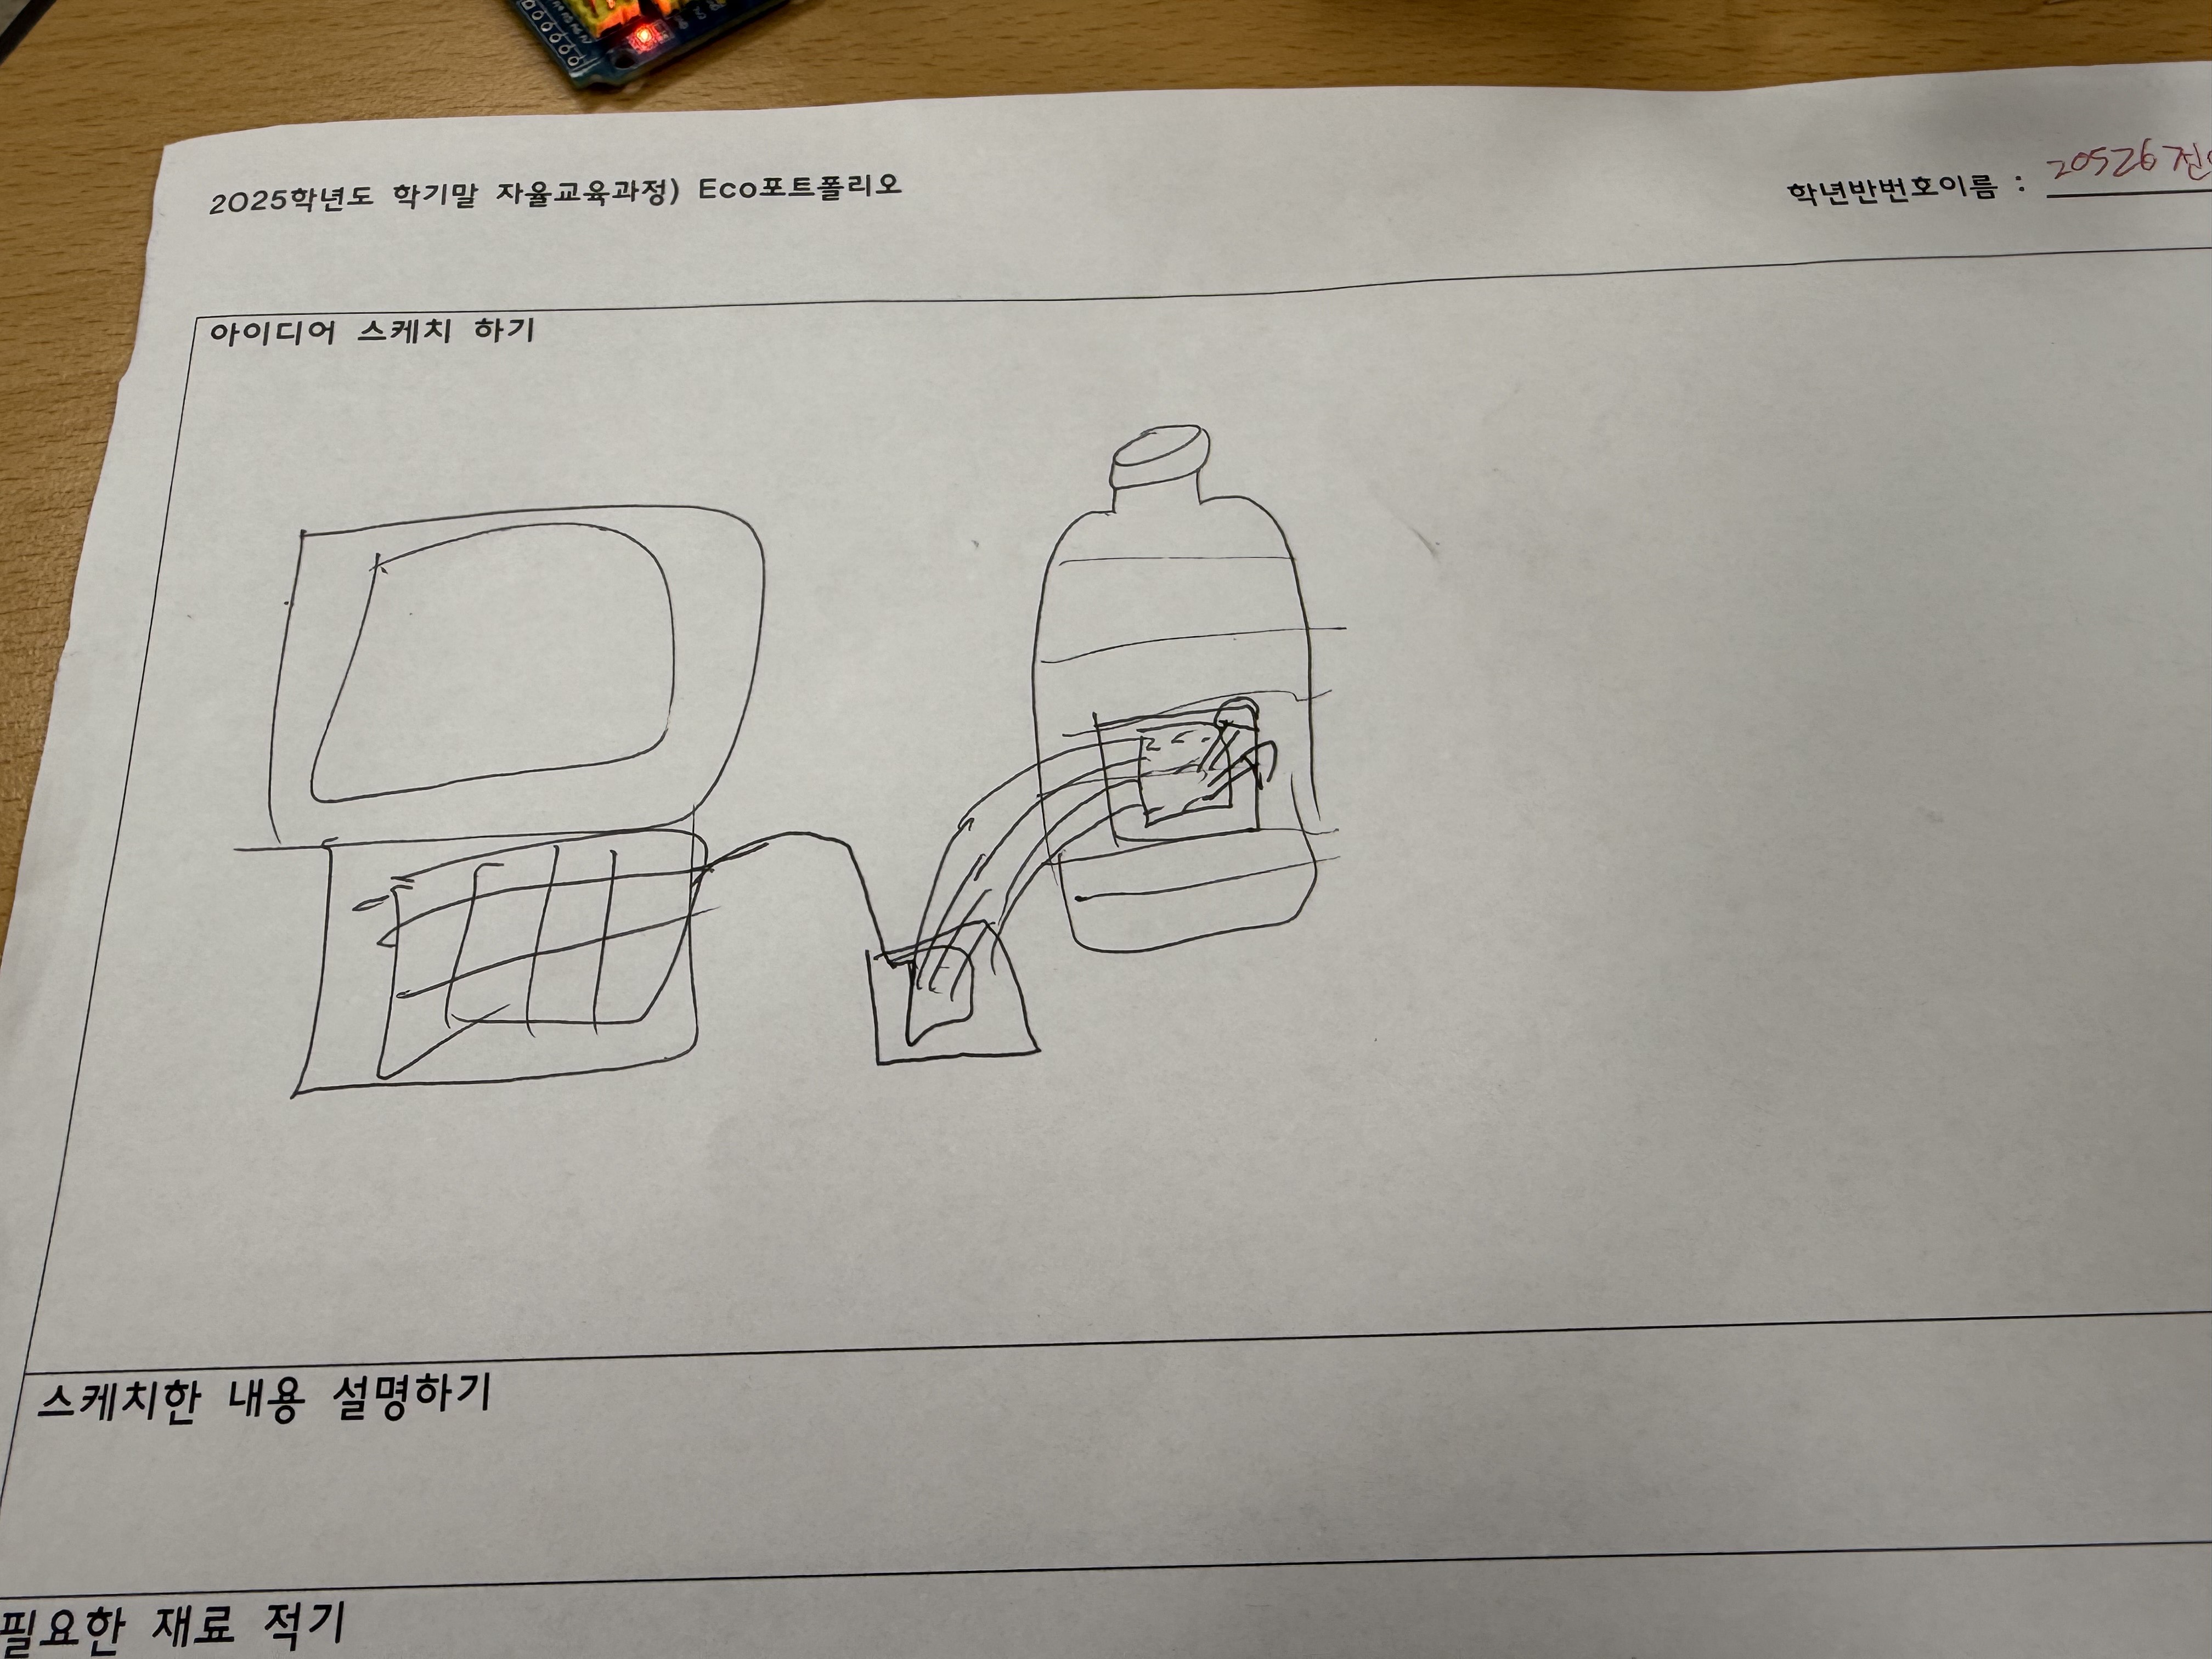 2025학년도 학기말 자율교육과정) Eco포트폴리오
학년반번호이름 : 20526
아이디어 스케치 하기
스케치한 내용 설명하기
필요한 재료 적기